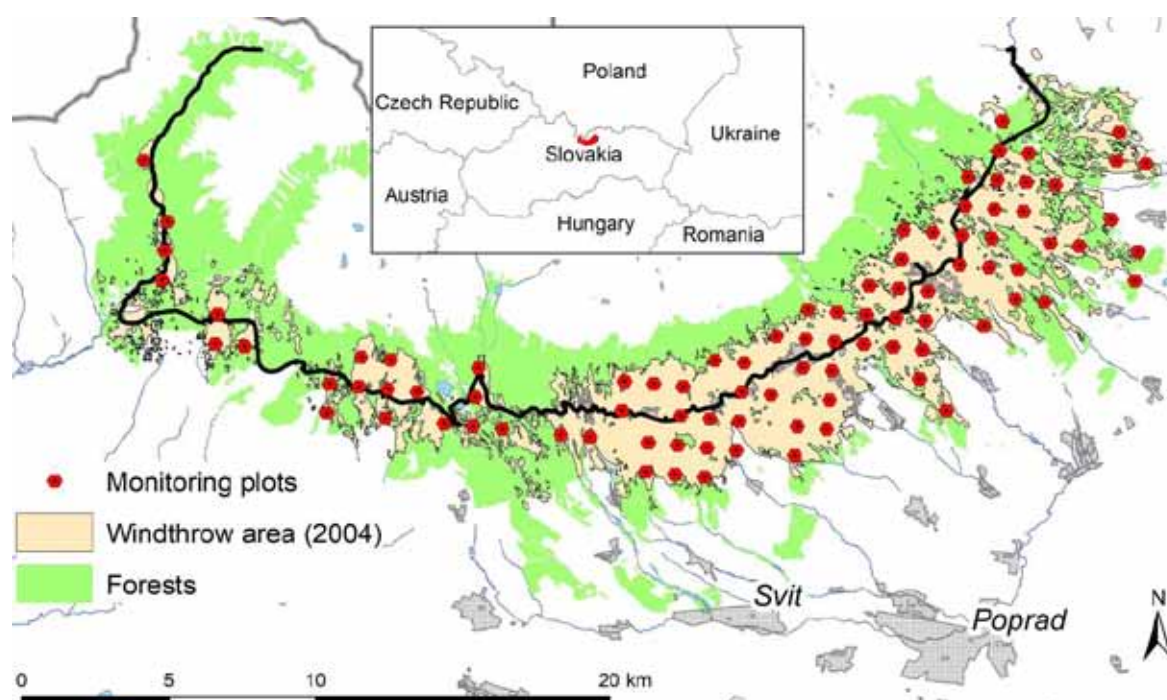 Poland
Czech Republic
Ukraine
Slovakia
Austria
Hungary
Romania
Monitoring plots
Windthrow area (2004)
Forests
Svit
Poprad
N
0 5 10 20 km